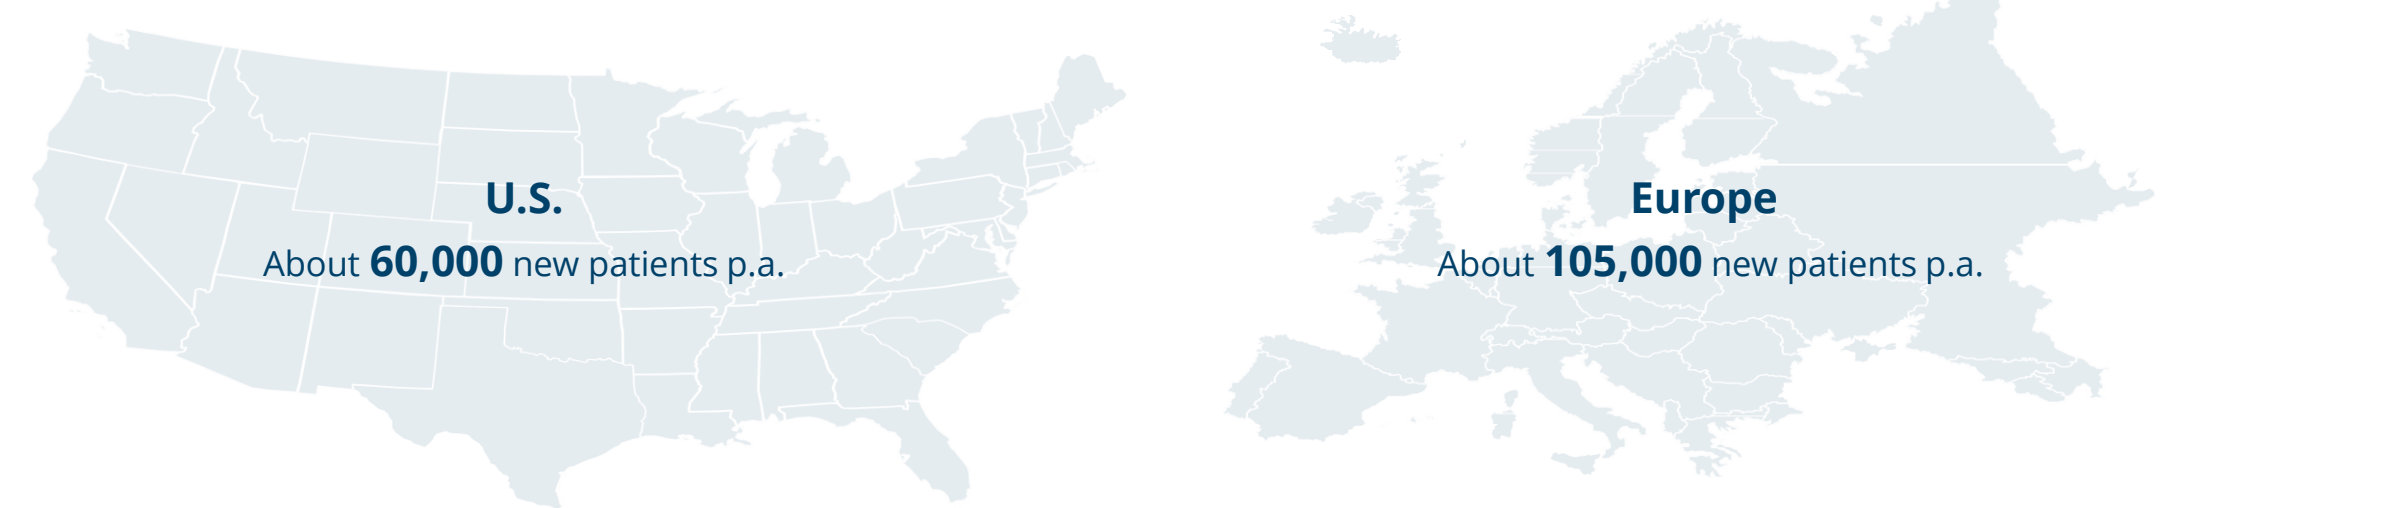 U.S.
About 60,000 new patients p.a.
Europe
About 105,000 new patients p.a.